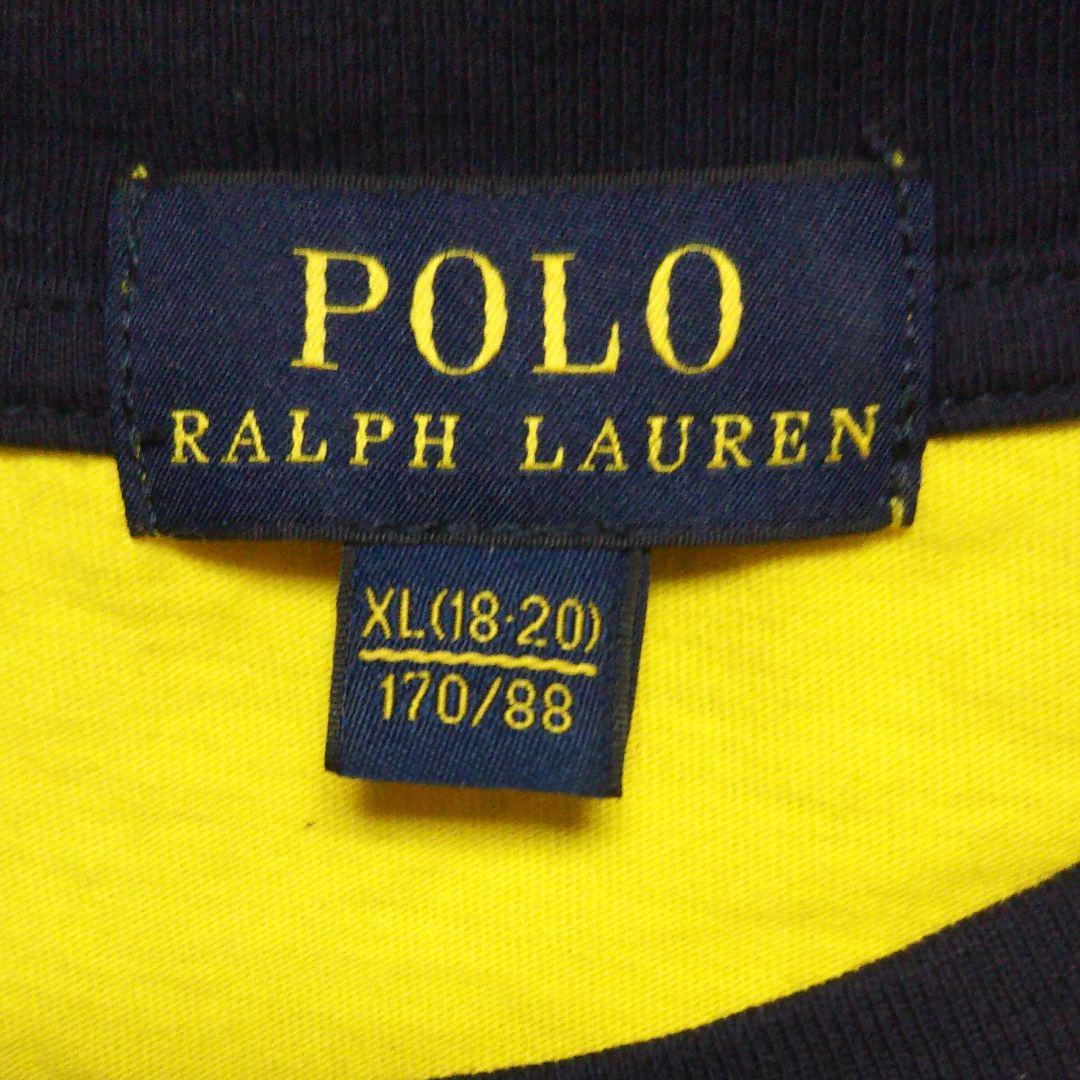 POLO
RALPH LAUREN
XL(18-20)
170/88